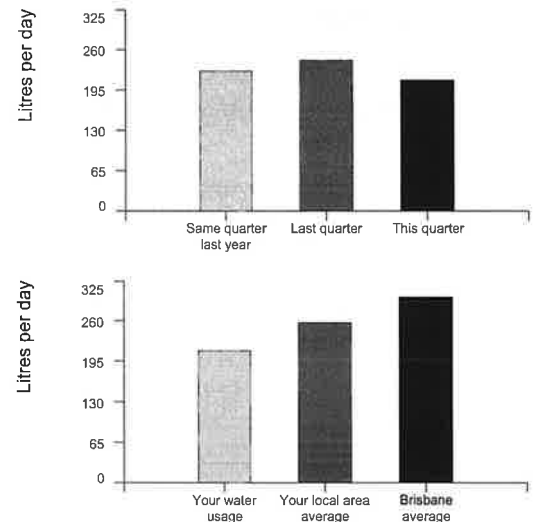 Litres per day
325
260
195
130
65
0
Same quarter
last year
Last quarter
This quarter
Litres per day
325
260
195
130
65
0
Your water
usage
Your local area
average
Brisbane
average